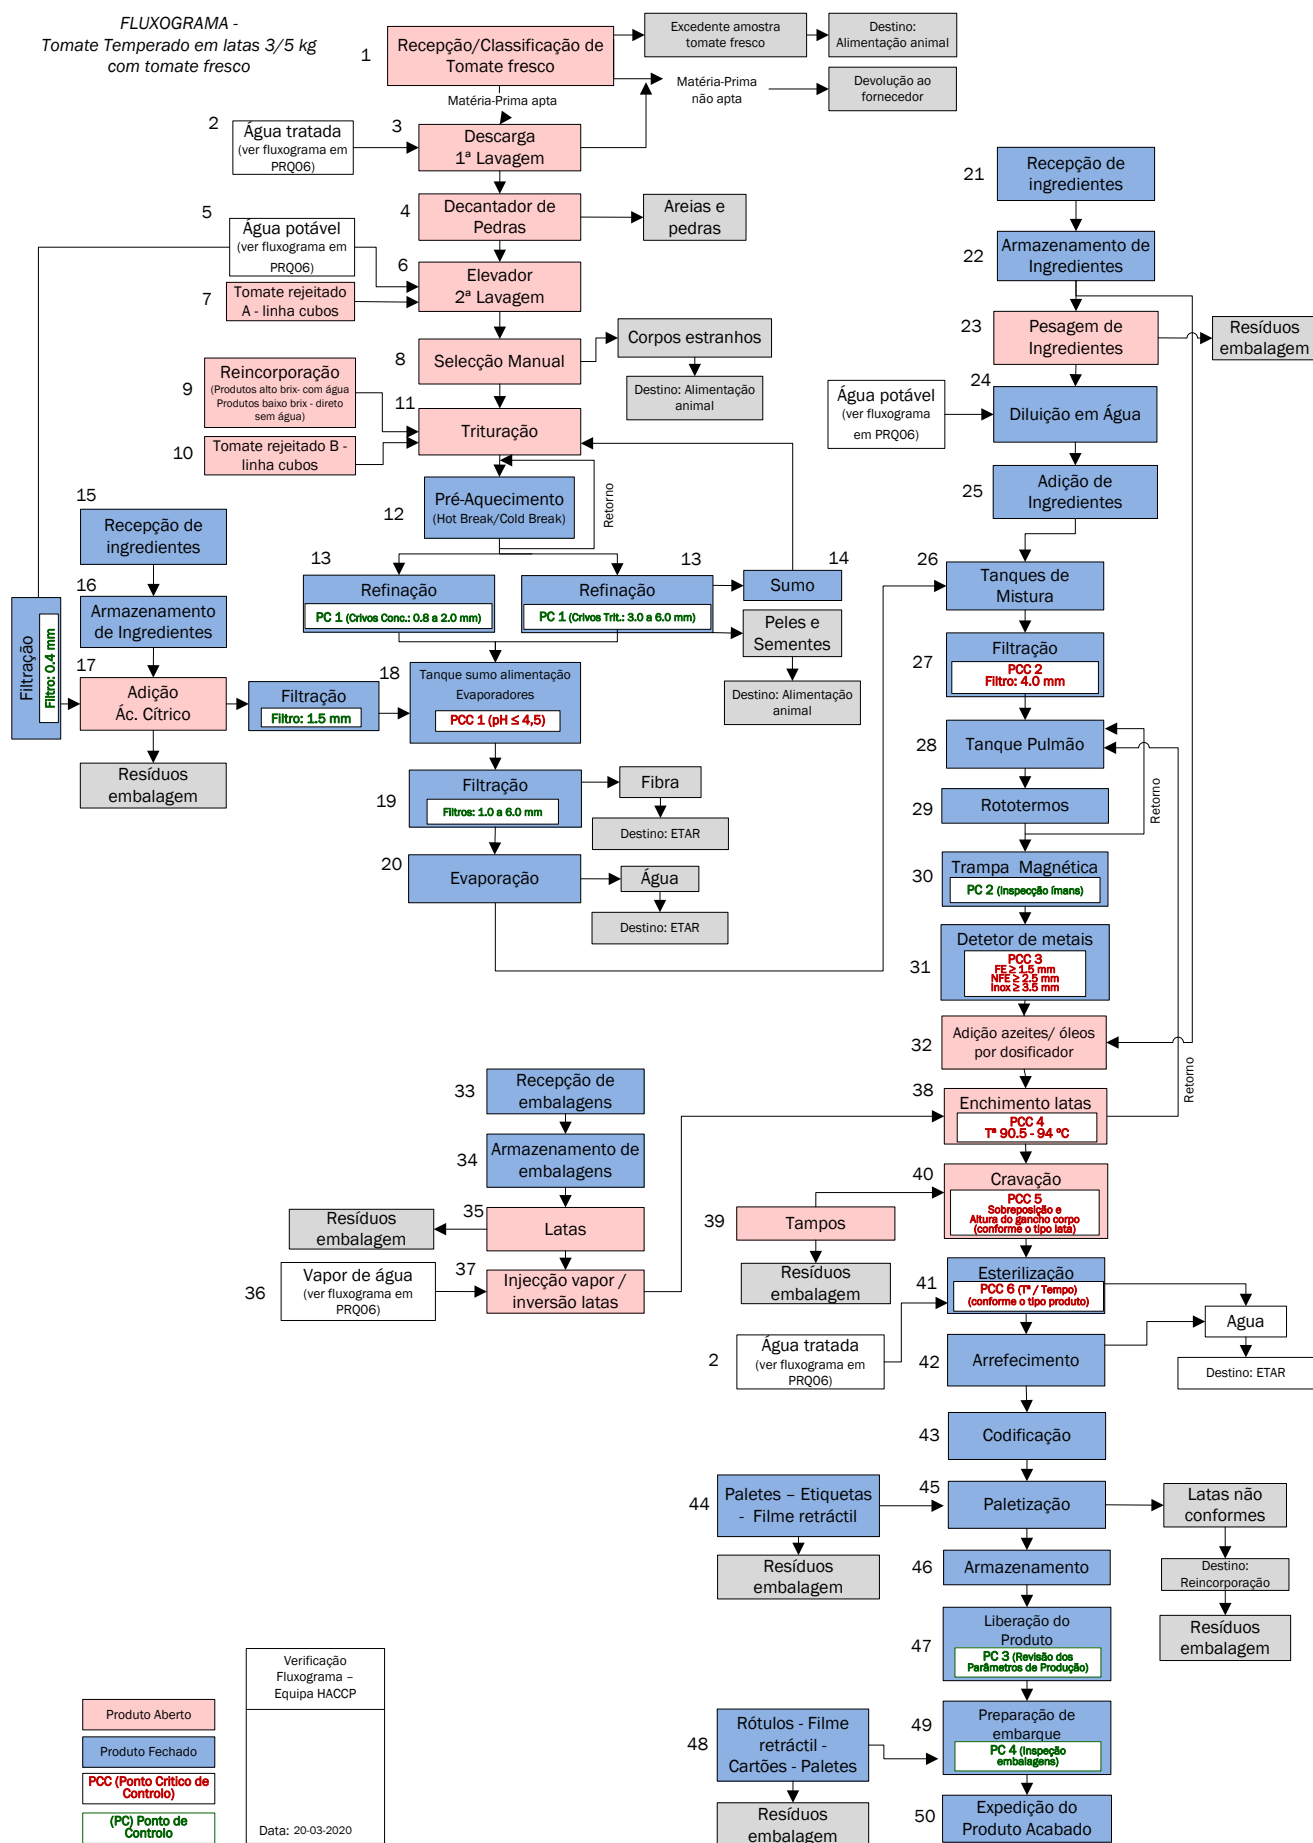 FLUXOGRAMA -
Tomate Temperado em latas 3/5 kg
com tomate fresco
1
Recepção/Classificação de
Tomate fresco
Excedente amostra
tomate fresco
Destino:
Alimentação animal
Matéria-Prima
não apta
Devolução ao
fornecedor
Matéria-Prima apta
2
Água tratada
(ver fluxograma em
PRQ06)
3
Descarga
1ª Lavagem
4
Decantador de
Pedras
Areias e
pedras
5
Água potável
(ver fluxograma em
PRQ06)
6
Elevador
2ª Lavagem
7
Tomate rejeitado
A - linha cubos
8
Selecção Manual
Corpos estranhos
Destino: Alimentação
animal
9
Reincorporação
(Produtos alto brix- com água
Produtos baixo brix - direto
sem água)
10
Tomate rejeitado B -
linha cubos
11
Trituração
12
Pré-Aquecimento
(Hot Break/Cold Break)
Retorno
13
Refinação
PC 1 (Crivos Conc.: 0.8 a 2.0 mm)
13
Refinação
PC 1 (Crivos Trit.: 3.0 a 6.0 mm)
14
Sumo
Peles e
Sementes
Destino: Alimentação
animal
15
Recepção de
ingredientes
16
Armazenamento
de Ingredientes
Filtração
Filtro: 0.4 mm
17
Adição
Ác. Cítrico
Resíduos
embalagem
Filtração
Filtro: 1.5 mm
18
Tanque sumo alimentação
Evaporadores
PCC 1 (pH ≤ 4,5)
19
Filtração
Filtros: 1.0 a 6.0 mm
Fibra
Destino: ETAR
20
Evaporação
Água
Destino: ETAR
21
Recepção de
ingredientes
22
Armazenamento de
Ingredientes
23
Pesagem de
Ingredientes
Resíduos
embalagem
24
Água potável
(ver fluxograma
em PRQ06)
Diluição em Água
25
Adição de
Ingredientes
26
Tanques de
Mistura
27
Filtração
PCC 2
Filtro: 4.0 mm
28
Tanque Pulmão
29
Rototermos
Retorno
30
Trampa Magnética
PC 2 (Inspecção ímans)
31
Detetor de metais
PCC 3
FE ≥ 1.5 mm
NFE ≥ 2.5 mm
Inox ≥ 3.5 mm
32
Adição azeites/ óleos
por dosificador
Retorno
33
Recepção de
embalagens
34
Armazenamento de
embalagens
35
Latas
Resíduos
embalagem
36
Vapor de água
(ver fluxograma em
PRQ06)
37
Injecção vapor /
inversão latas
38
Enchimento latas
PCC 4
Tª 90.5 - 94 ºC
39
Tampos
Resíduos
embalagem
40
Cravação
PCC 5
Sobreposição e
Altura do gancho corpo
(conforme o tipo lata)
41
Esterilização
PCC 6 (Tª / Tempo)
(conforme o tipo produto)
2
Água tratada
(ver fluxograma em
PRQ06)
42
Arrefecimento
Agua
Destino: ETAR
43
Codificação
44
Paletes – Etiquetas
- Filme retráctil
Resíduos
embalagem
45
Paletização
Latas não
conformes
Destino:
Reincorporação
Resíduos
embalagem
46
Armazenamento
47
Liberação do
Produto
PC 3 (Revisão dos
Parâmetros de Produção)
48
Rótulos - Filme
retráctil -
Cartões - Paletes
Resíduos
embalagem
49
Preparação de
embarque
PC 4 (Inspeção
embalagens)
50
Expedição do
Produto Acabado
Produto Aberto
Produto Fechado
PCC (Ponto Critico de
Controlo)
(PC) Ponto de
Controlo
Verificação
Fluxograma –
Equipa HACCP
Data: 20-03-2020